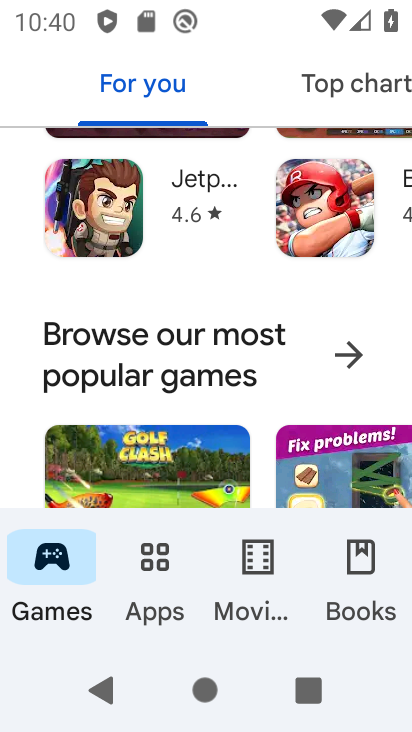 10:40
For you
Top chart
Jetp...
4.6 ★
4
Browse our most
popular games
GOLF
CLASH
Fix problems!
Games
Apps
Movi...
Books